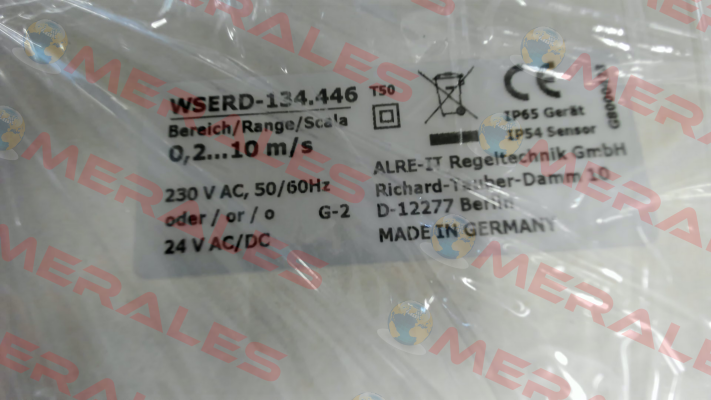 WSERD-134.446 T50
Bereich/Range/Scala
0,2...10 m/s
230 V AC, 50/60Hz
oder / or / o G-2
24 V AC/DC
CE
IP65 Gerät
IP54 Sensor
ALRE-IT Regeltechnik GmbH
Richard-Tauber-Damm 10
D-12277 Berlin
MADE IN GERMANY
MERALES